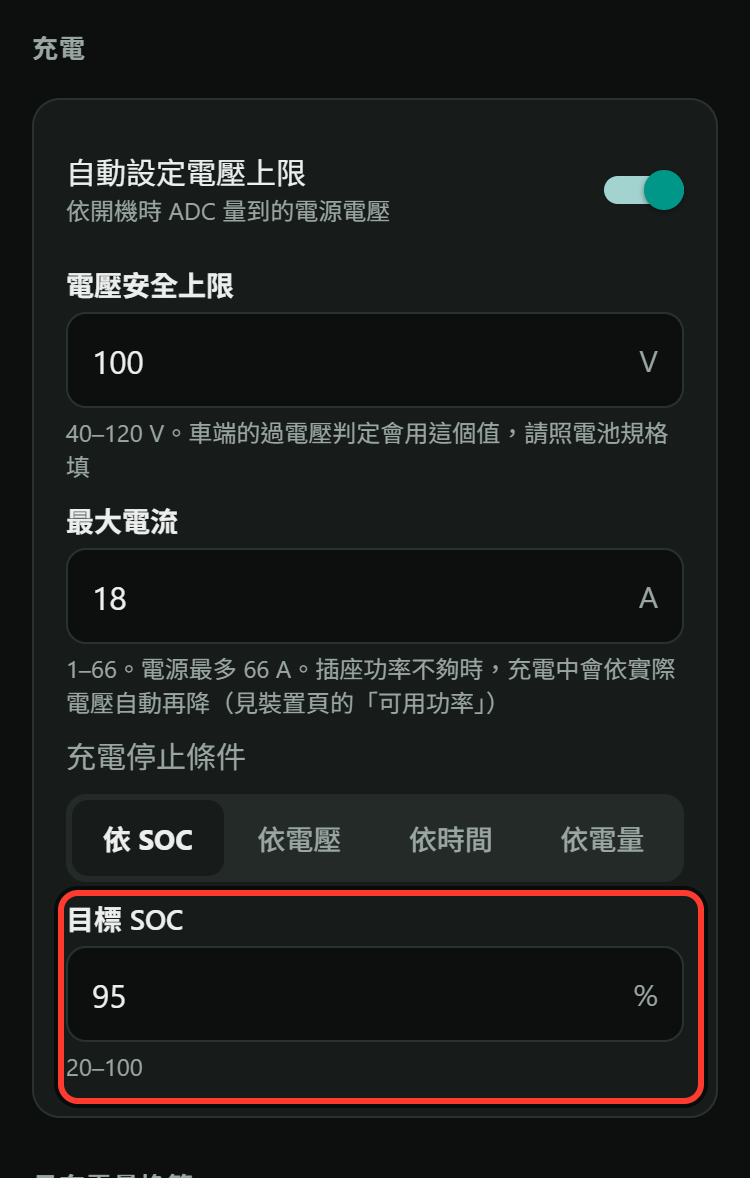 充電
自動設定電壓上限
依開機時 ADC 量到的電源電壓
電壓安全上限
100 V
40–120 V。車端的過電壓判定會用這個值，請照電池規格
填
最大電流
18 A
1–66。電源最多 66 A。插座功率不夠時，充電中會依實際
電壓自動再降（見裝置頁的「可用功率」）
充電停止條件
依 SOC 依電壓 依時間 依電量
目標 SOC
95 %
20–100